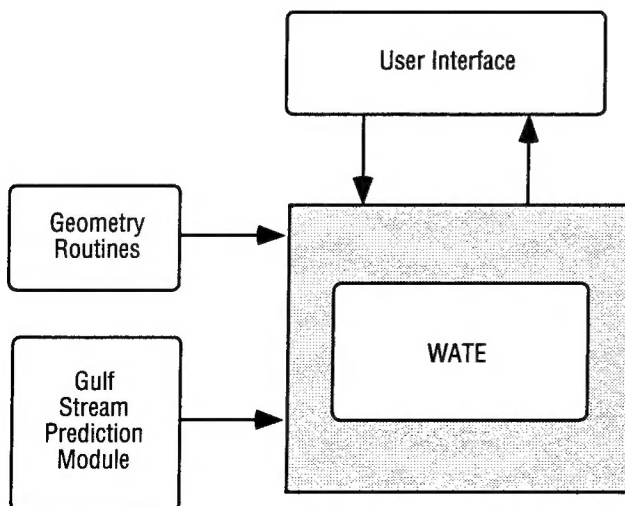 User Interface
Geometry
Routines
WATE
Gulf
Stream
Prediction
Module